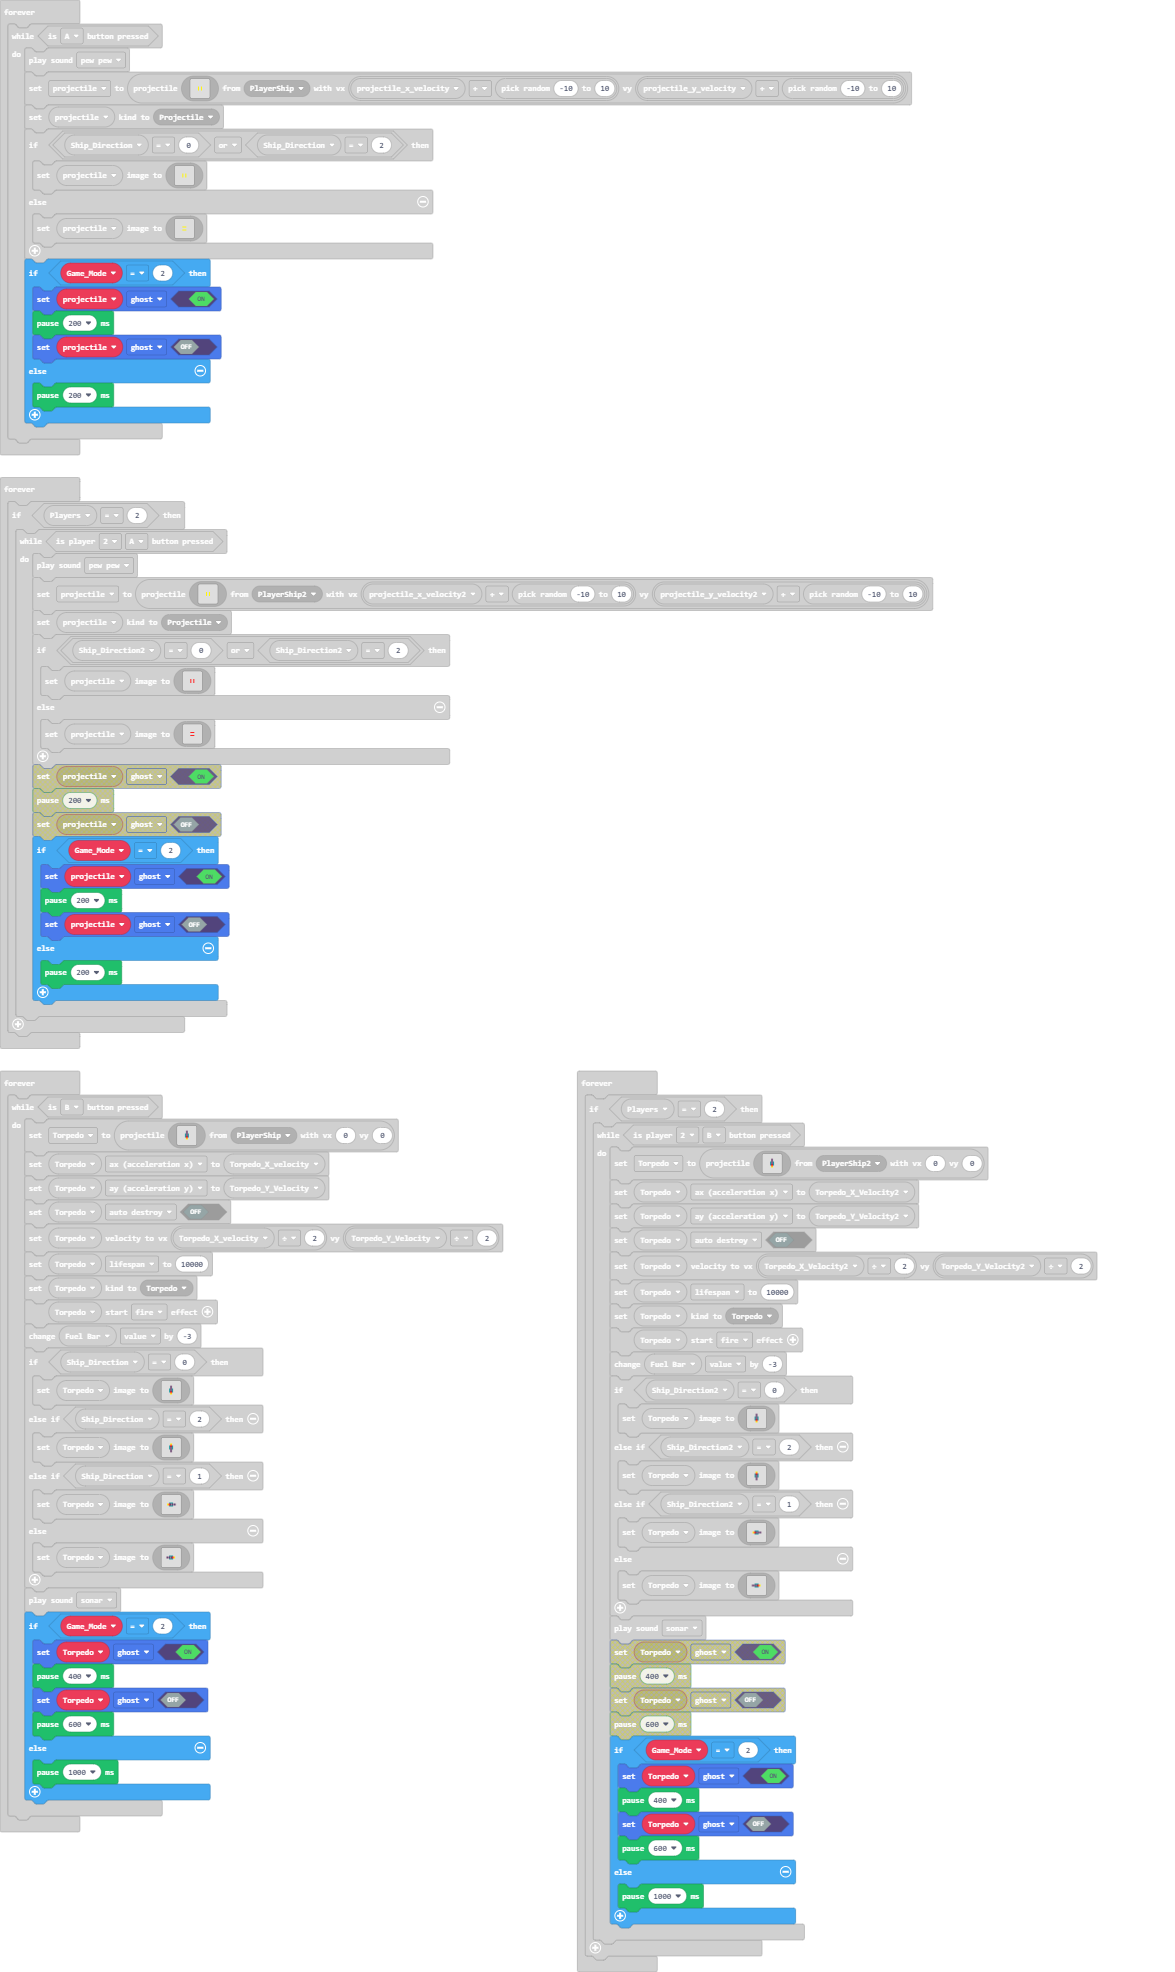 forever
while is A button pressed
do
play sound pew pew
set projectile to projectile from PlayerShip with vx projectile_x_velocity + pick random -10 to 10 vy projectile_y_velocity + pick random -10 to 10
set projectile kind to Projectile
if Ship_Direction = 0 or Ship_Direction = 2 then
set projectile image to
else
set projectile image to
if Game_Mode = 2 then
set projectile ghost ON
pause 200 ms
set projectile ghost OFF
else
pause 200 ms
forever
if Players = 2 then
while is player 2 A button pressed
do
play sound pew pew
set projectile to projectile from PlayerShip2 with vx projectile_x_velocity2 + pick random -10 to 10 vy projectile_y_velocity2 + pick random -10 to 10
set projectile kind to Projectile
if Ship_Direction2 = 0 or Ship_Direction2 = 2 then
set projectile image to
else
set projectile image to
set projectile ghost ON
pause 200 ms
set projectile ghost OFF
if Game_Mode = 2 then
set projectile ghost ON
pause 200 ms
set projectile ghost OFF
else
pause 200 ms
forever
while is B button pressed
do
set Torpedo to projectile from PlayerShip with vx 0 vy 0
set Torpedo ax (acceleration x) to Torpedo_X_velocity
set Torpedo ay (acceleration y) to Torpedo_Y_Velocity
set Torpedo auto destroy OFF
set Torpedo velocity to vx Torpedo_X_velocity ÷ 2 vy Torpedo_Y_Velocity ÷ 2
set Torpedo lifespan to 10000
set Torpedo kind to Torpedo
Torpedo start fire effect
change Fuel Bar value by -3
if Ship_Direction = 0 then
set Torpedo image to
else if Ship_Direction = 2 then
set Torpedo image to
else if Ship_Direction = 1 then
set Torpedo image to
else
set Torpedo image to
play sound sonar
if Game_Mode = 2 then
set Torpedo ghost ON
pause 400 ms
set Torpedo ghost OFF
pause 600 ms
else
pause 1000 ms
forever
if Players = 2 then
while is player 2 B button pressed
do
set Torpedo to projectile from PlayerShip2 with vx 0 vy 0
set Torpedo ax (acceleration x) to Torpedo_X_Velocity2
set Torpedo ay (acceleration y) to Torpedo_Y_Velocity2
set Torpedo auto destroy OFF
set Torpedo velocity to vx Torpedo_X_Velocity2 ÷ 2 vy Torpedo_Y_Velocity2 ÷ 2
set Torpedo lifespan to 10000
set Torpedo kind to Torpedo
Torpedo start fire effect
change Fuel Bar value by -3
if Ship_Direction2 = 0 then
set Torpedo image to
else if Ship_Direction2 = 2 then
set Torpedo image to
else if Ship_Direction2 = 1 then
set Torpedo image to
else
set Torpedo image to
play sound sonar
set Torpedo ghost ON
pause 400 ms
set Torpedo ghost OFF
pause 600 ms
if Game_Mode = 2 then
set Torpedo ghost ON
pause 400 ms
set Torpedo ghost OFF
pause 600 ms
else
pause 1000 ms